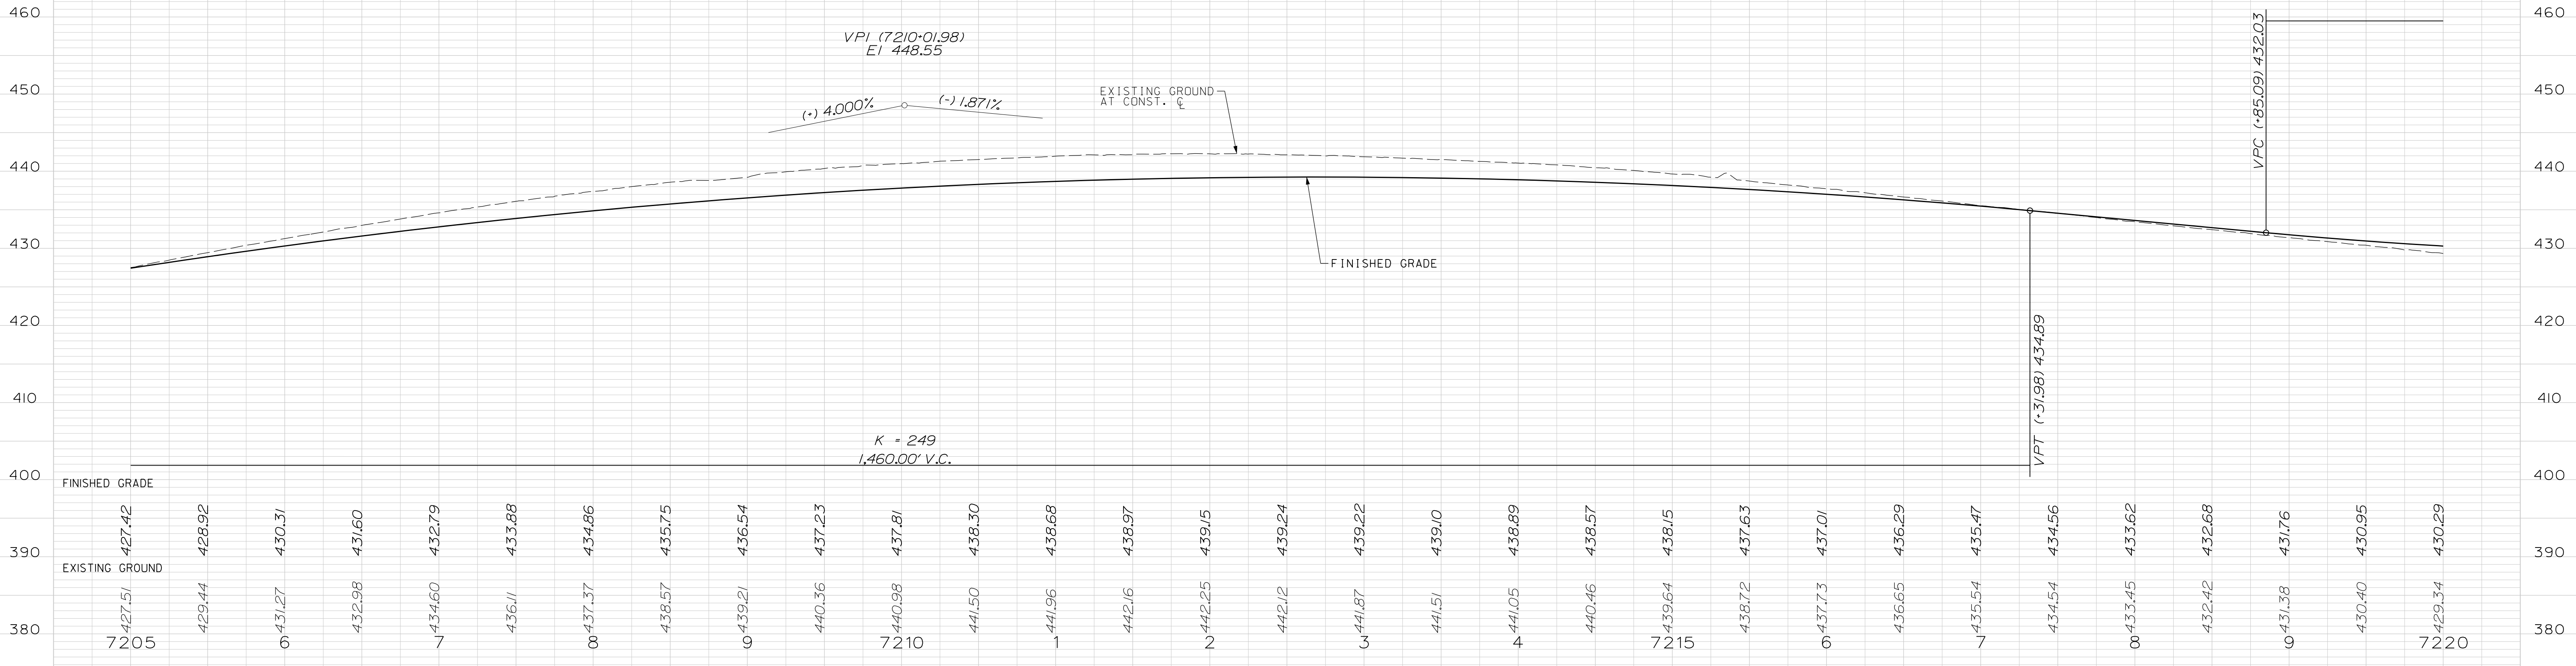 460
460
VPI (7210+01.98)
El 448.55
VPC (+85.09) 432.03
450
450
(+) 4.000%
(-) 1.871%
EXISTING GROUND
AT CONST. ℄
440
440
430
430
FINISHED GRADE
420
420
VPT (+31.98) 434.89
410
410
K = 249
1,460.00' V.C.
400
400
FINISHED GRADE
427.42 428.92 430.31 431.60 432.79 433.88 434.86 435.75 436.54 437.23 437.81 438.30 438.68 438.97 439.15 439.24 439.22 439.10 438.89 438.57 438.15 437.63 437.01 436.29 435.47 434.56 433.62 432.68 431.76 430.95 430.29
390
390
EXISTING GROUND
427.51 429.44 431.27 432.98 434.60 436.11 437.37 438.57 439.21 440.36 440.98 441.50 441.96 442.16 442.25 442.12 441.87 441.51 441.05 440.46 439.64 438.72 437.73 436.65 435.54 434.54 433.45 432.42 431.38 430.40 429.34
380
380
7205 6 7 8 9 7210 1 2 3 4 7215 6 7 8 9 7220